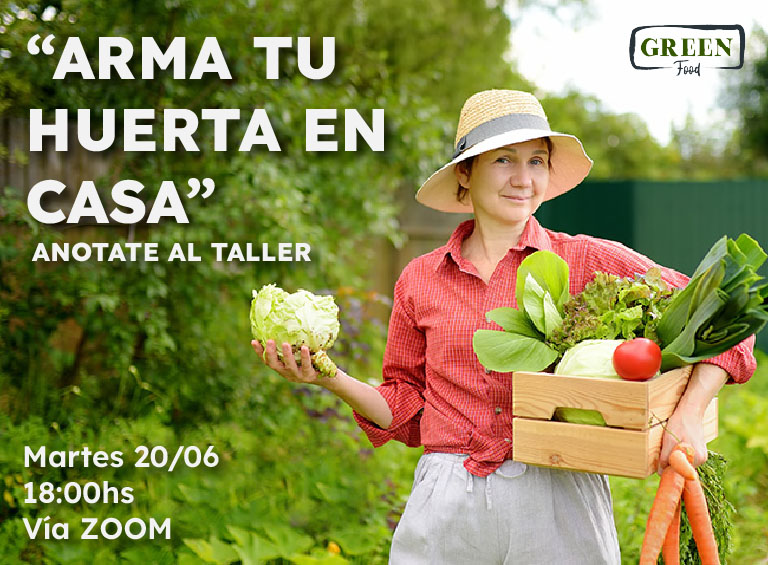 “ARMA TU
HUERTA EN
CASA”
ANOTATE AL TALLER
GREEN
Food
Martes 20/06
18:00hs
Vía ZOOM